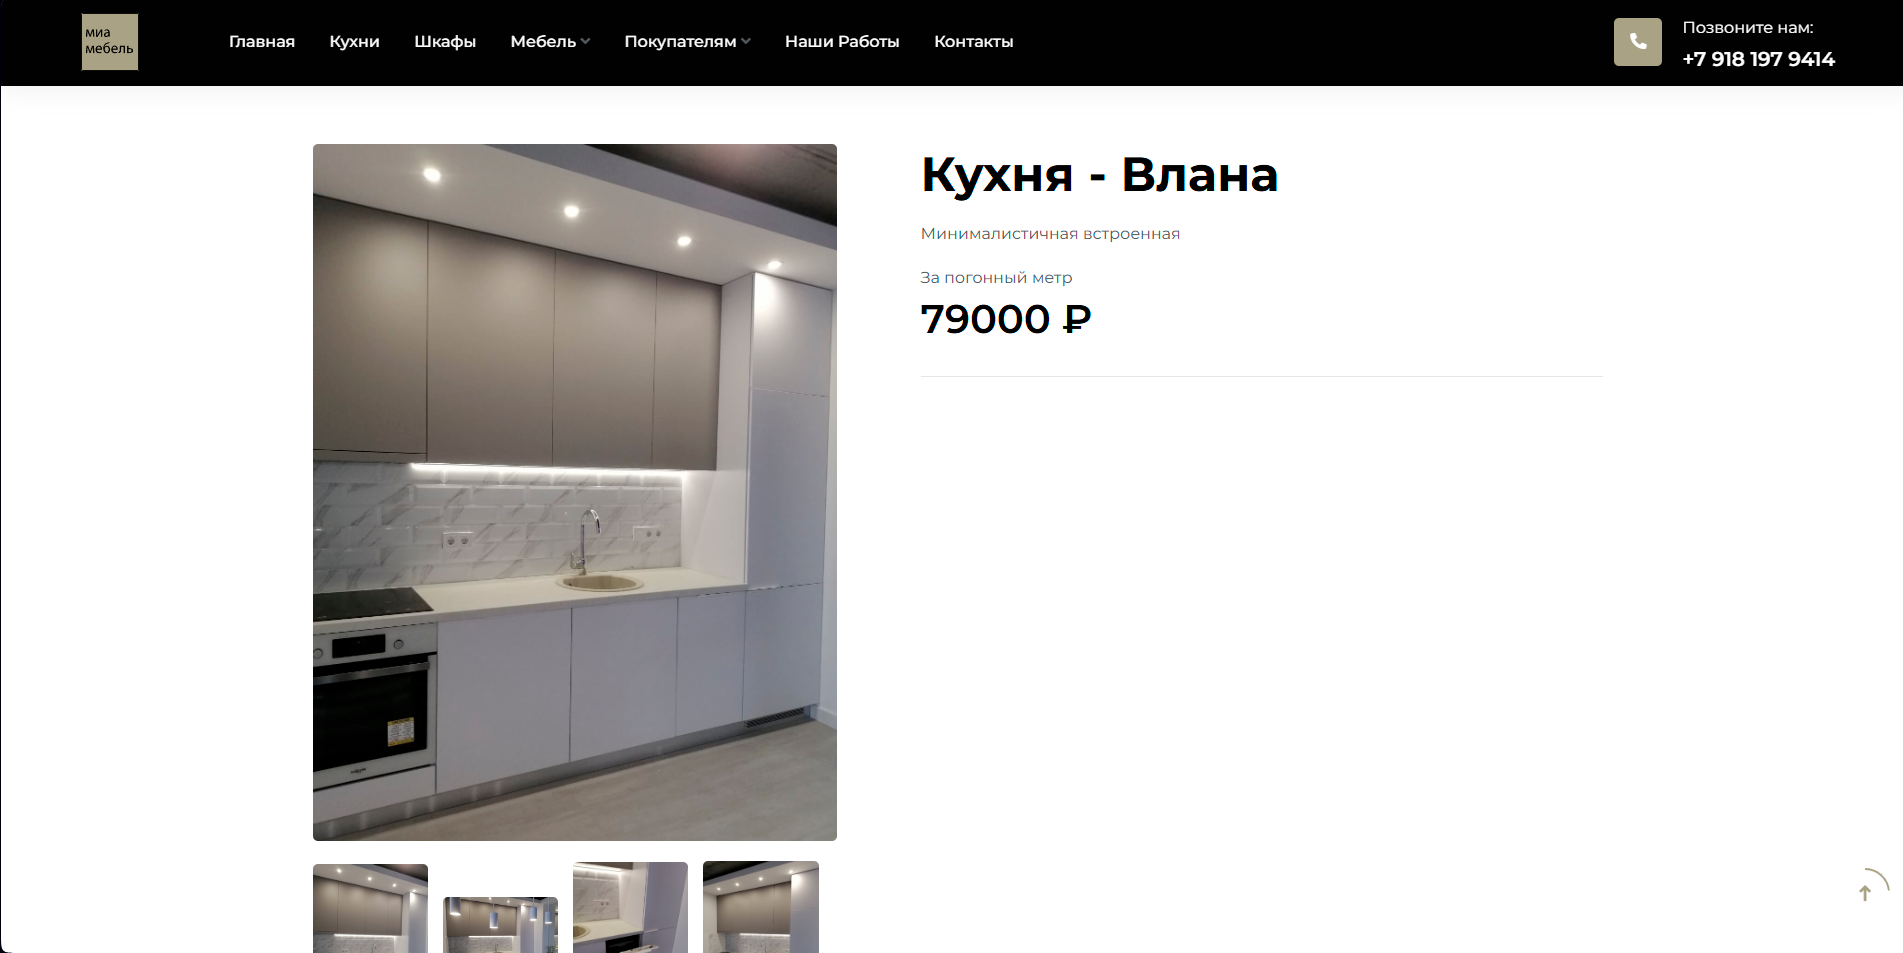 миа
мебель
Главная
Кухни
Шкафы
Мебель
Покупателям
Наши Работы
Контакты
Позвоните нам:
+7 918 197 9414
Кухня - Влана
Минималистичная встроенная
За погонный метр
79000 ₽